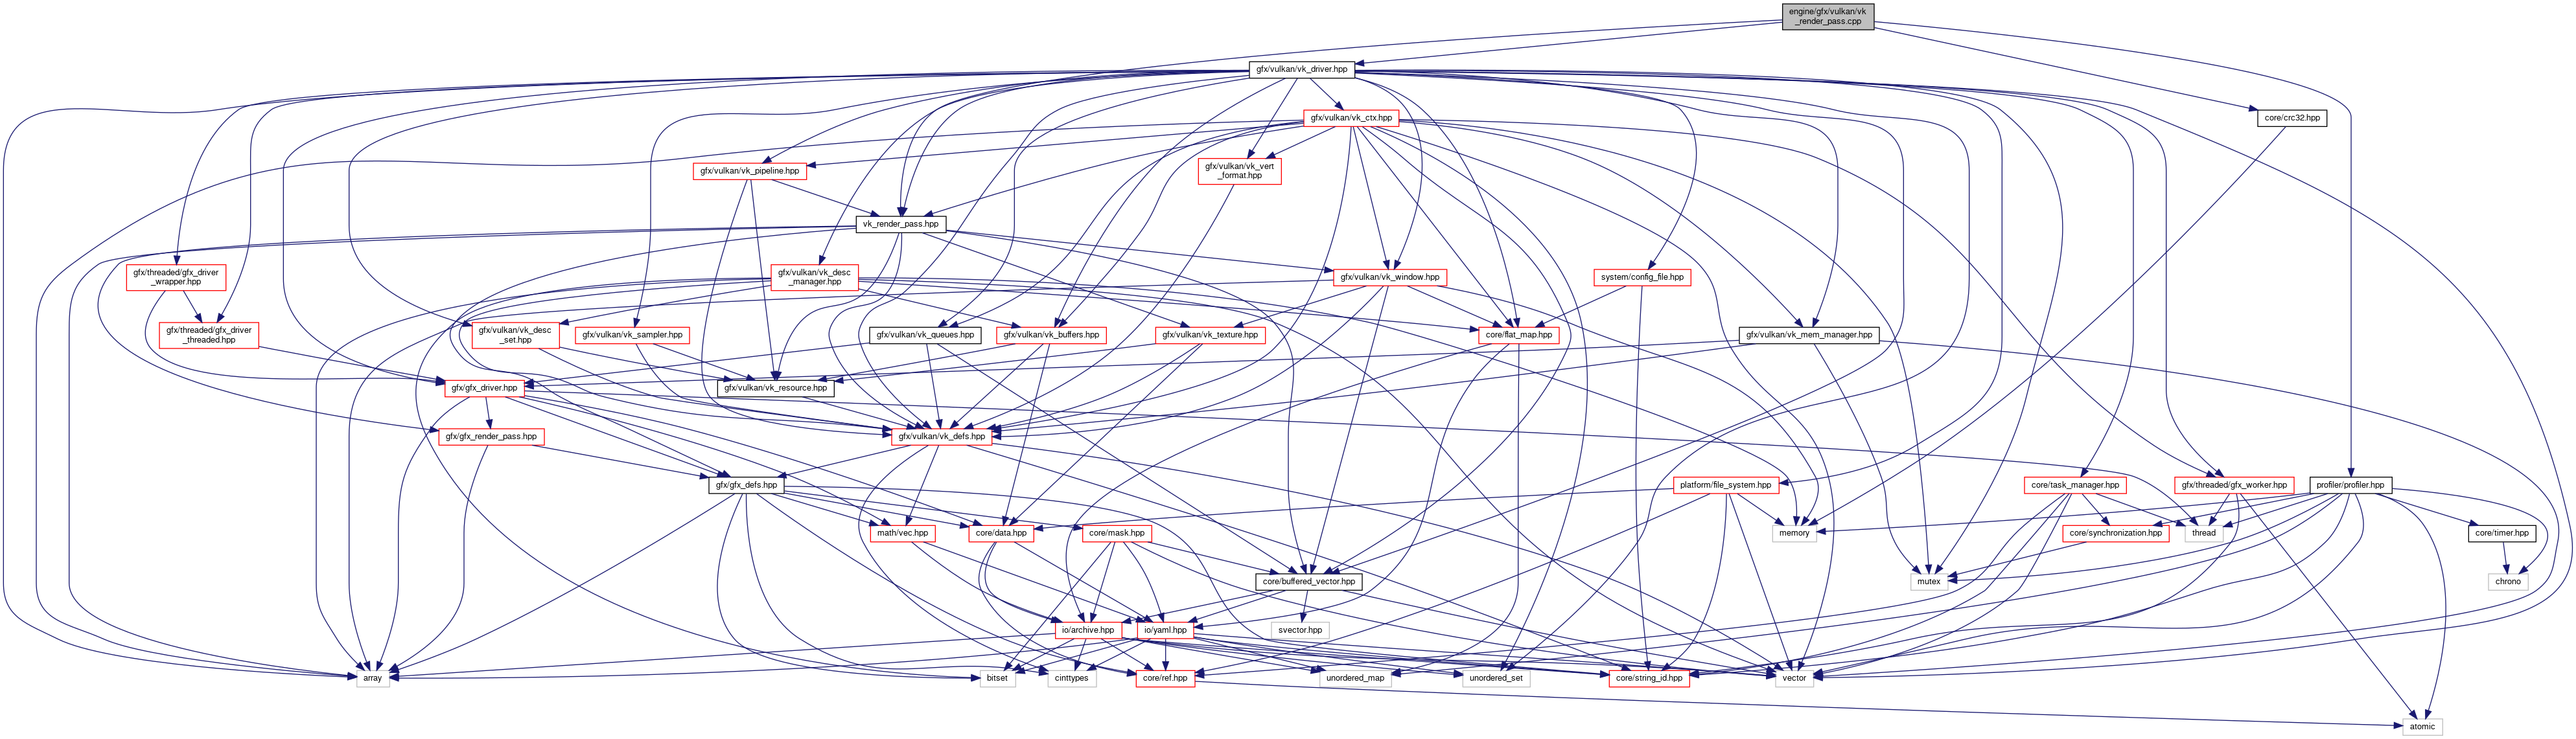 engine/gfx/vulkan/vk
_render_pass.cpp
gfx/vulkan/vk_driver.hpp
gfx/vulkan/vk_ctx.hpp
core/crc32.hpp
gfx/vulkan/vk_pipeline.hpp
gfx/vulkan/vk_vert
_format.hpp
vk_render_pass.hpp
gfx/threaded/gfx_driver
_wrapper.hpp
gfx/vulkan/vk_desc
_manager.hpp
gfx/vulkan/vk_window.hpp
system/config_file.hpp
gfx/threaded/gfx_driver
_threaded.hpp
gfx/vulkan/vk_desc
_set.hpp
gfx/vulkan/vk_sampler.hpp
gfx/vulkan/vk_queues.hpp
gfx/vulkan/vk_buffers.hpp
gfx/vulkan/vk_texture.hpp
core/flat_map.hpp
gfx/vulkan/vk_mem_manager.hpp
gfx/gfx_driver.hpp
gfx/vulkan/vk_resource.hpp
gfx/gfx_render_pass.hpp
gfx/vulkan/vk_defs.hpp
gfx/gfx_defs.hpp
platform/file_system.hpp
core/task_manager.hpp
gfx/threaded/gfx_worker.hpp
profiler/profiler.hpp
math/vec.hpp
core/data.hpp
core/mask.hpp
memory
core/synchronization.hpp
thread
core/timer.hpp
core/buffered_vector.hpp
mutex
chrono
io/archive.hpp
io/yaml.hpp
svector.hpp
array
bitset
cinttypes
core/ref.hpp
unordered_map
unordered_set
core/string_id.hpp
vector
atomic